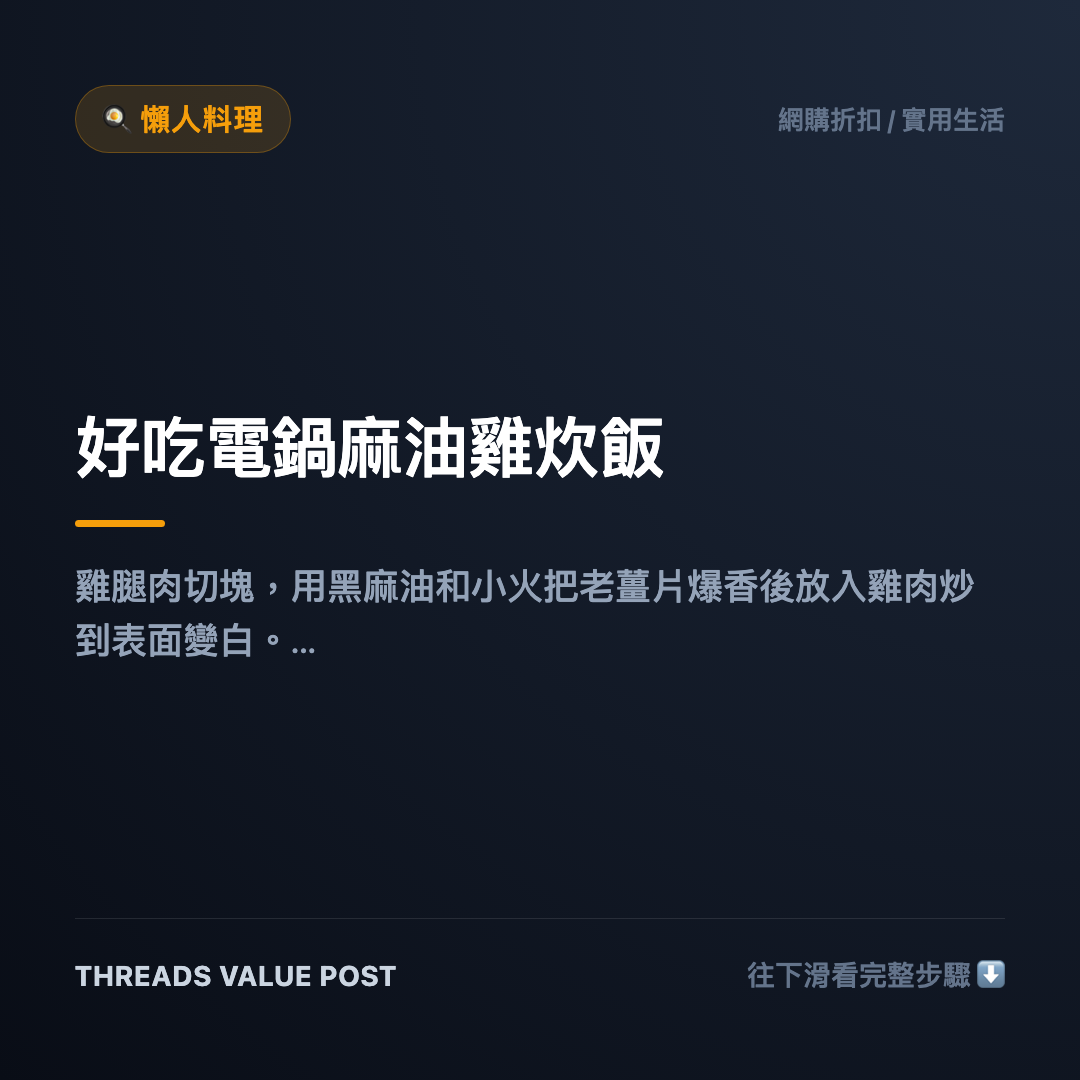 🍳 懶人料理
網購折扣 / 實用生活
好吃電鍋麻油雞炊飯
雞腿肉切塊，用黑麻油和小火把老薑片爆香後放入雞肉炒
到表面變白。...
THREADS VALUE POST
往下滑看完整步驟 ⬇️